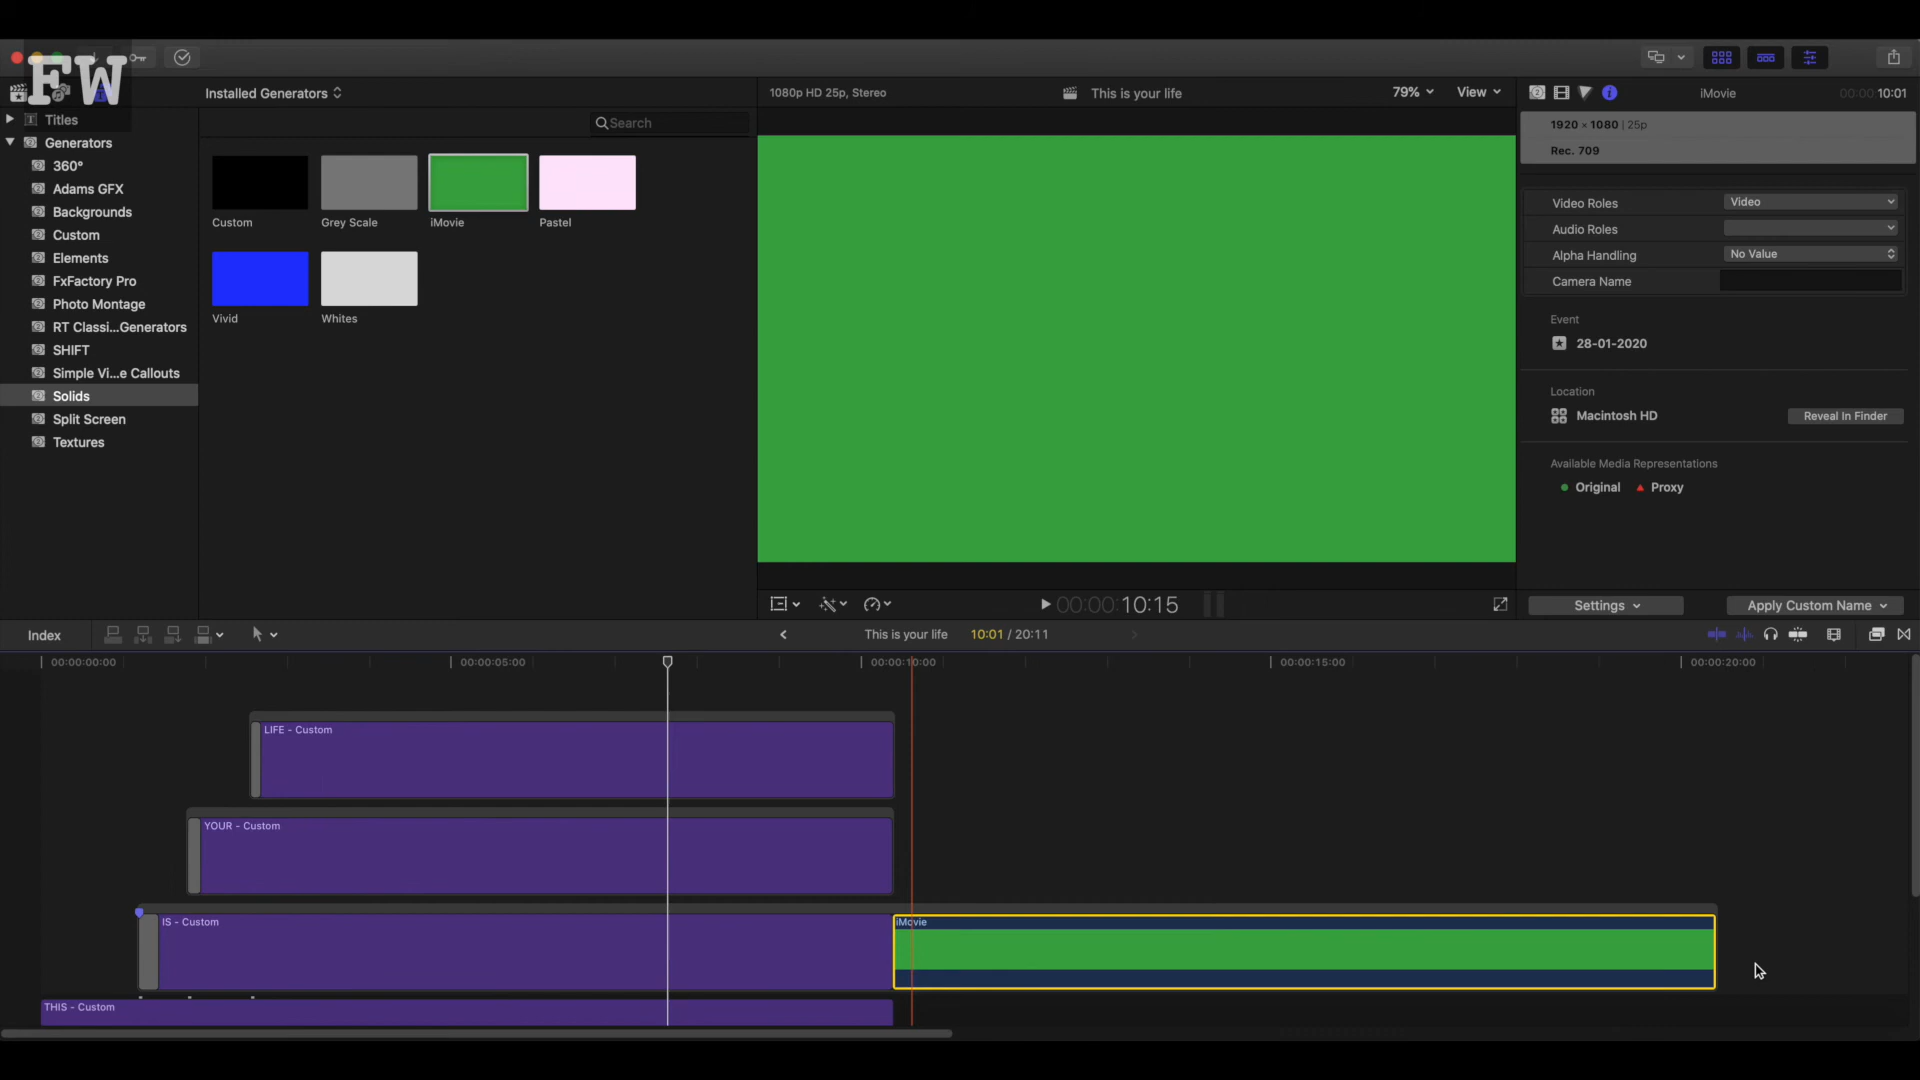 FW
Installed Generators
1080p HD 25p, Stereo
This is your life
79%
View
iMovie
00:00:10:01
Search
Titles
Generators
360°
Adams GFX
Backgrounds
Custom
Elements
FxFactory Pro
Photo Montage
RT Classi...Generators
SHIFT
Simple Vi...e Callouts
Solids
Split Screen
Textures
Custom
Grey Scale
iMovie
Pastel
Vivid
Whites
1920 × 1080 | 25p
Rec. 709
Video Roles
Video
Audio Roles
Alpha Handling
No Value
Camera Name
Event
28-01-2020
Location
Macintosh HD
Reveal In Finder
Available Media Representations
Original
Proxy
00:00:10:15
Settings
Apply Custom Name
Index
This is your life
10:01 / 20:11
00:00:00:00
00:00:05:00
00:00:10:00
00:00:15:00
00:00:20:00
LIFE - Custom
YOUR - Custom
IS - Custom
iMovie
THIS - Custom